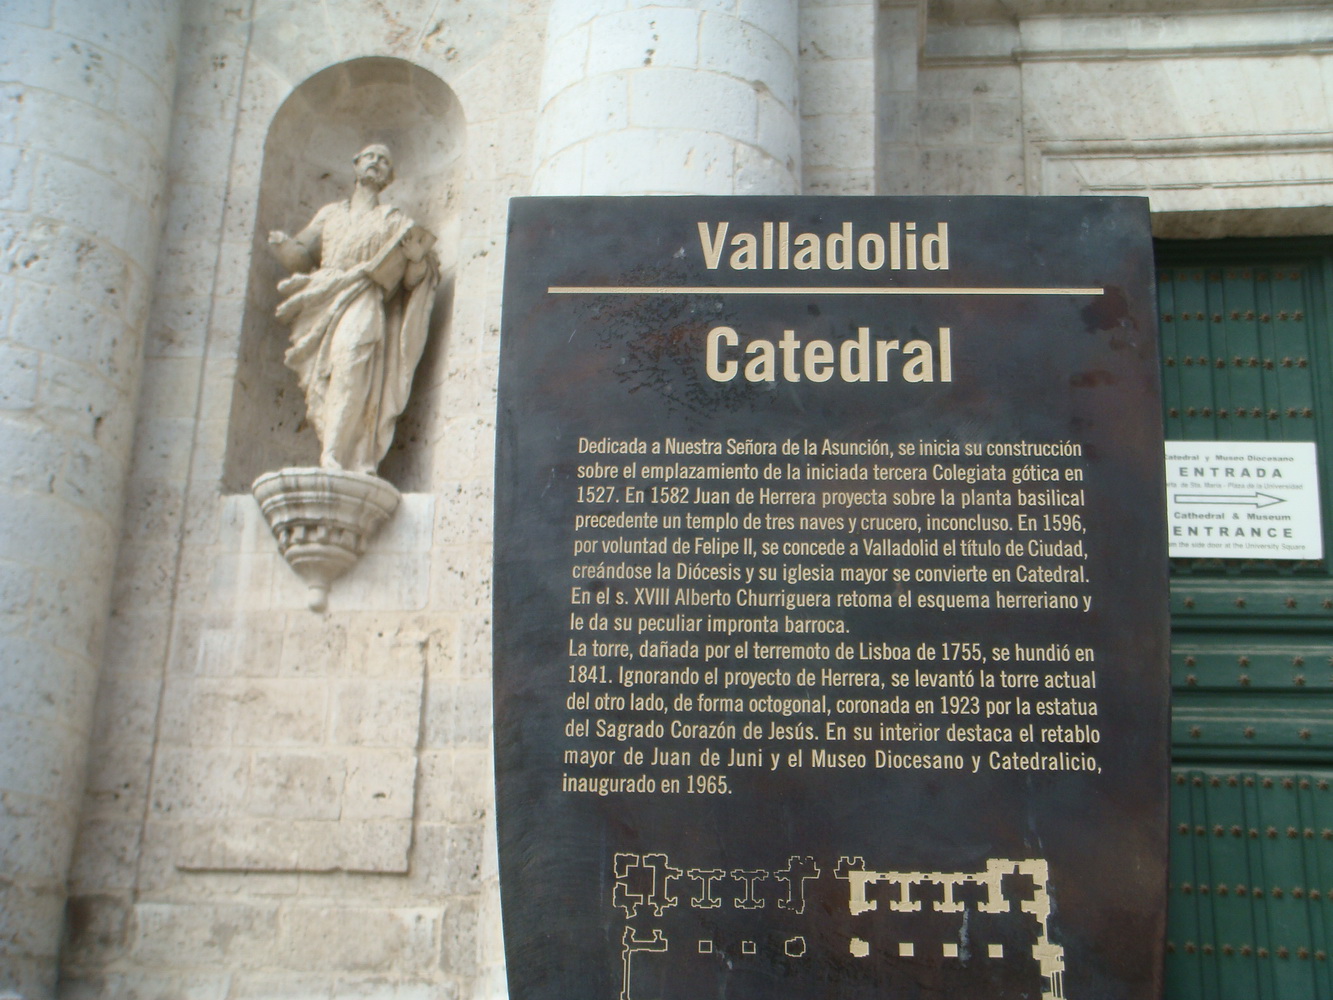 Valladolid
Catedral
Dedicada a Nuestra Señora de la Asunción, se inicia su construcción
sobre el emplazamiento de la iniciada tercera Colegiata gótica en
1527. En 1582 Juan de Herrera proyecta sobre la planta basilical
precedente un templo de tres naves y crucero, inconcluso. En 1596,
por voluntad de Felipe II, se concede a Valladolid el título de Ciudad,
creándose la Diócesis y su iglesia mayor se convierte en Catedral.
En el s. XVIII Alberto Churriguera retoma el esquema herreriano y
le da su peculiar impronta barroca.
La torre, dañada por el terremoto de Lisboa de 1755, se hundió en
1841. Ignorando el proyecto de Herrera, se levantó la torre actual
del otro lado, de forma octogonal, coronada en 1923 por la estatua
del Sagrado Corazón de Jesús. En su interior destaca el retablo
mayor de Juan de Juni y el Museo Diocesano y Catedralicio,
inaugurado en 1965.
Catedral y Museo Diocesano
ENTRADA
de Sta. María - Plaza de la Universidad
Cathedral & Museum
ENTRANCE
the side door at the University Square